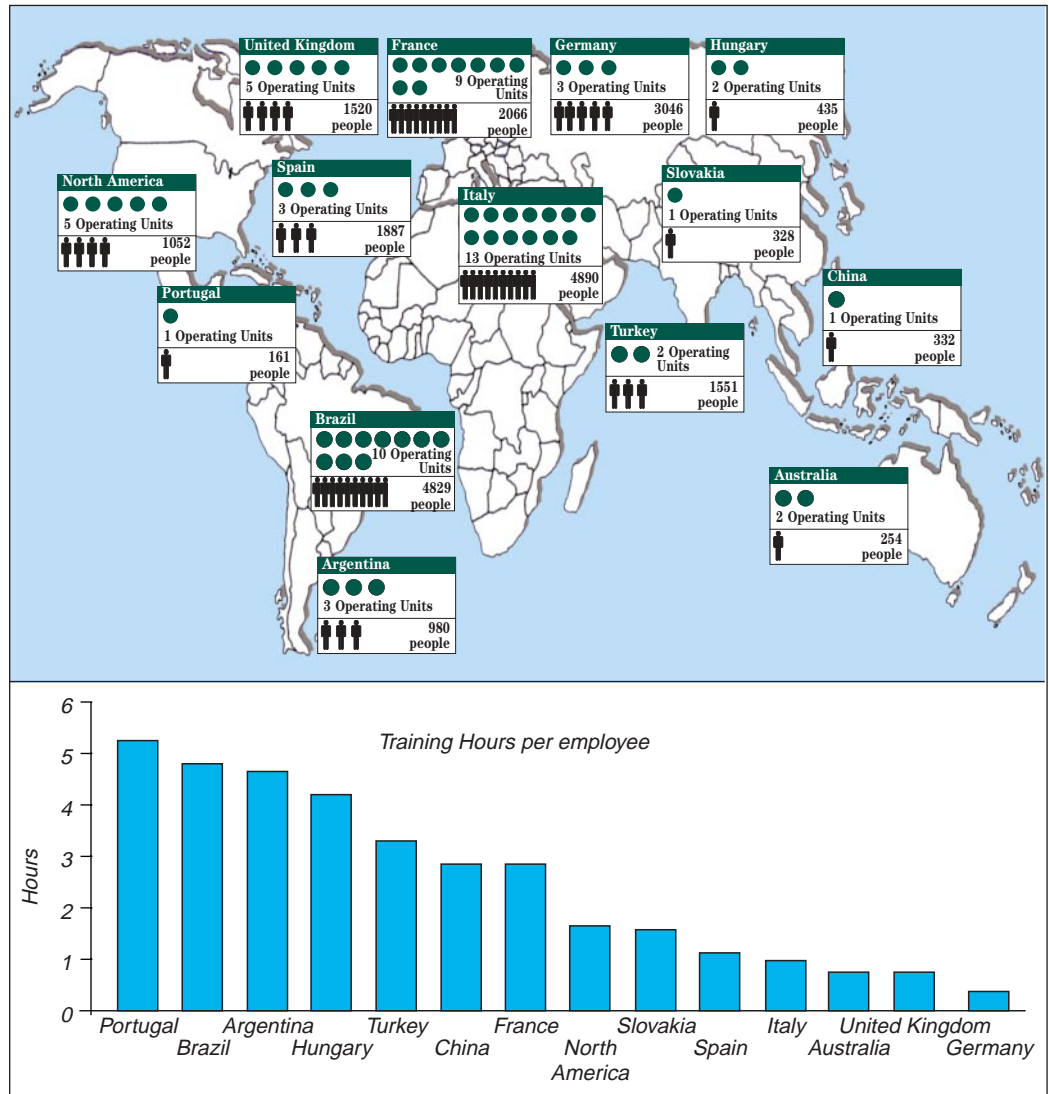 United Kingdom
5 Operating Units
1520
people
France
9 Operating
Units
2066
people
Germany
3 Operating Units
3046
people
Hungary
2 Operating Units
435
people
North America
5 Operating Units
1052
people
Spain
3 Operating Units
1887
people
Italy
13 Operating Units
4890
people
Slovakia
1 Operating Units
328
people
China
1 Operating Units
332
people
Portugal
1 Operating Units
161
people
Turkey
2 Operating
Units
1551
people
Brazil
10 Operating
Units
4829
people
Australia
2 Operating Units
254
people
Argentina
3 Operating Units
980
people
Training Hours per employee
Hours
6
5
4
3
2
1
0
Portugal
Brazil
Argentina
Hungary
Turkey
China
France
North
America
Slovakia
Spain
Italy
Australia
United Kingdom
Germany